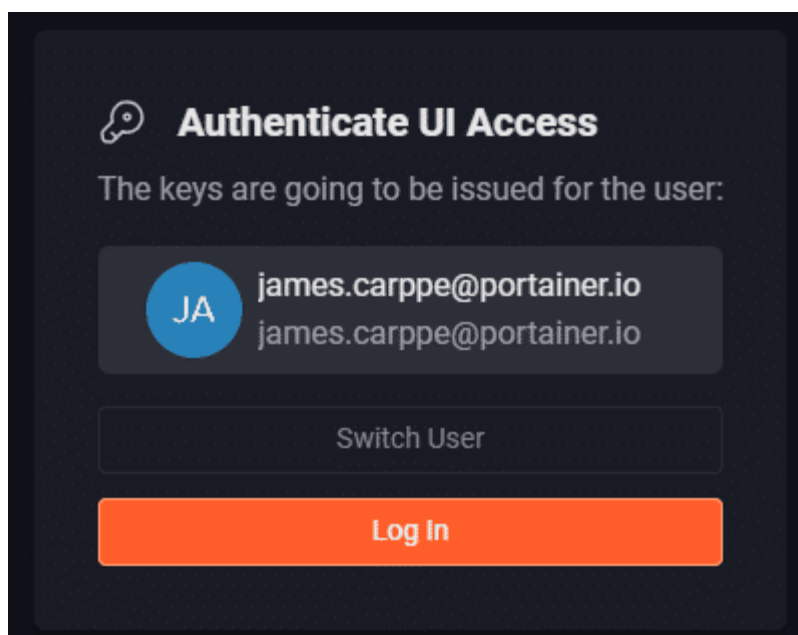 Authenticate UI Access
The keys are going to be issued for the user:
JA
james.carppe@portainer.io
james.carppe@portainer.io
Switch User
Log In